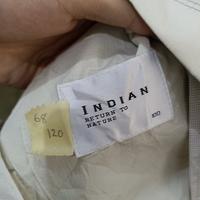 INDIAN
RETURN TO
NATURE
68
120